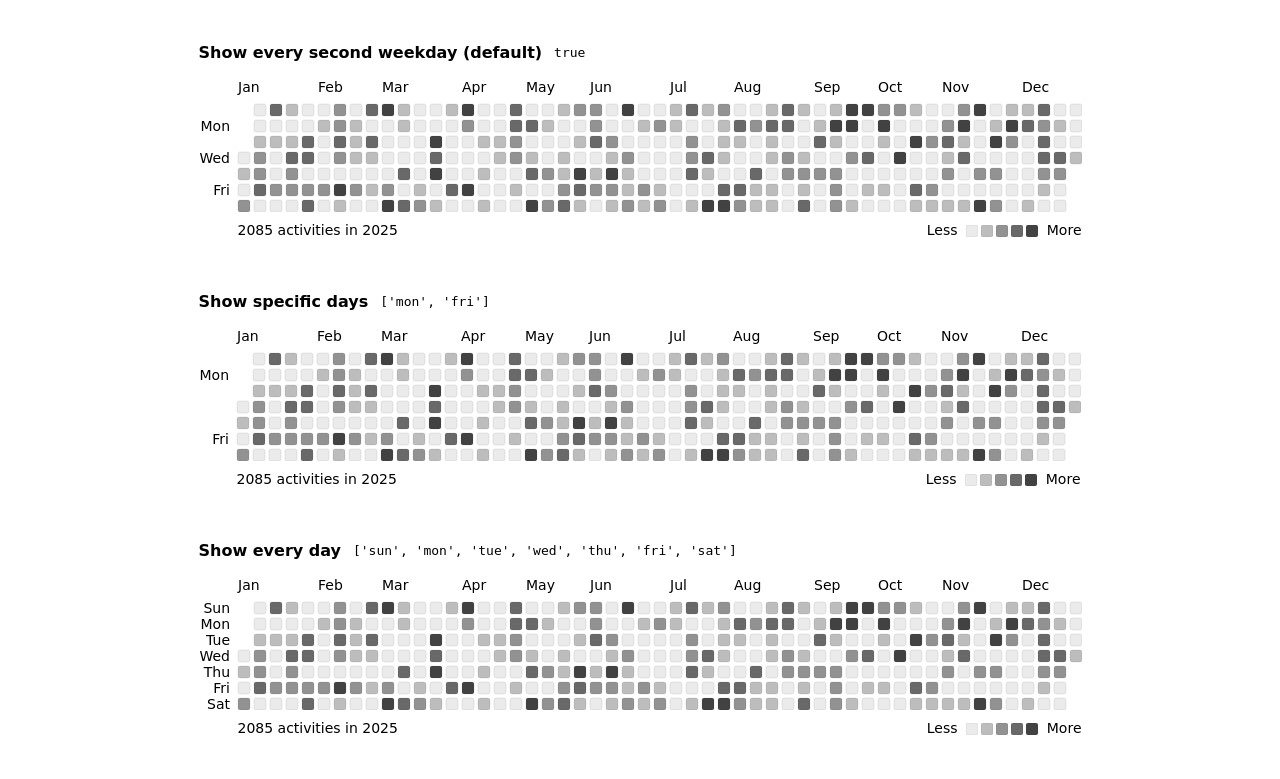 Show every second weekday (default) true
Jan Feb Mar Apr May Jun Jul Aug Sep Oct Nov Dec
Mon
Wed
Fri
2085 activities in 2025 Less More
Show specific days ['mon', 'fri']
Jan Feb Mar Apr May Jun Jul Aug Sep Oct Nov Dec
Mon
Fri
2085 activities in 2025 Less More
Show every day ['sun', 'mon', 'tue', 'wed', 'thu', 'fri', 'sat']
Jan Feb Mar Apr May Jun Jul Aug Sep Oct Nov Dec
Sun
Mon
Tue
Wed
Thu
Fri
Sat
2085 activities in 2025 Less More